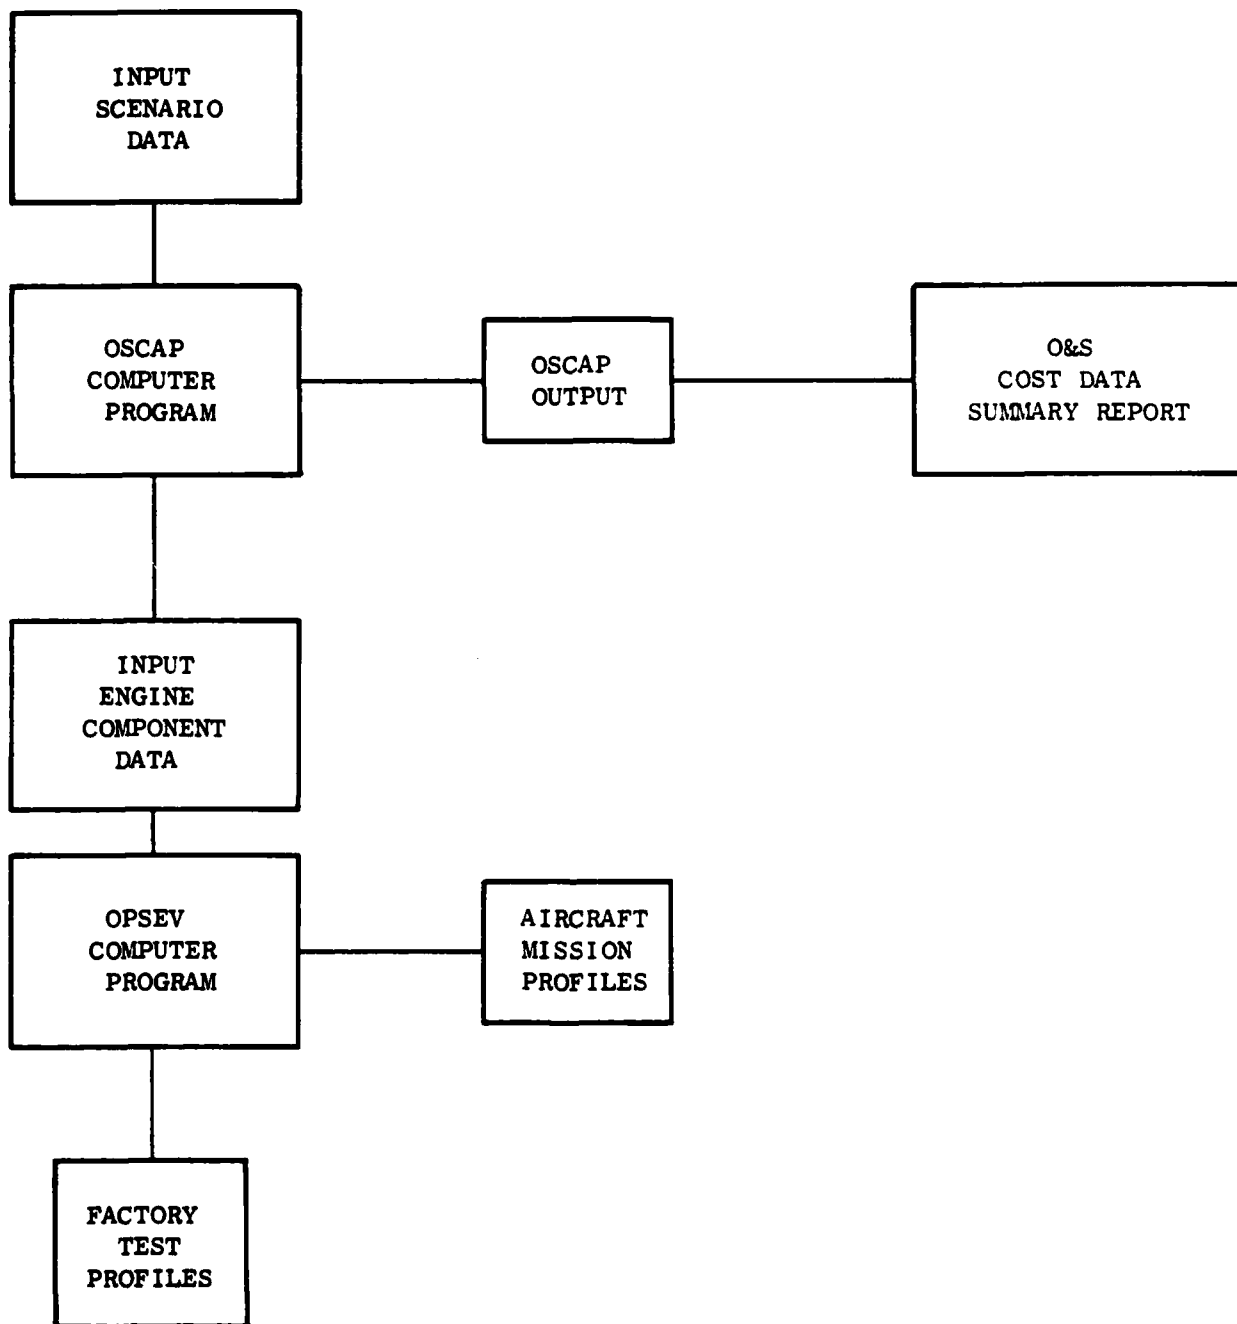 INPUT
SCENARIO
DATA
OSCAP
COMPUTER
PROGRAM
OSCAP
OUTPUT
O&S
COST DATA
SUMMARY REPORT
INPUT
ENGINE
COMPONENT
DATA
OPSEV
COMPUTER
PROGRAM
AIRCRAFT
MISSION
PROFILES
FACTORY
TEST
PROFILES